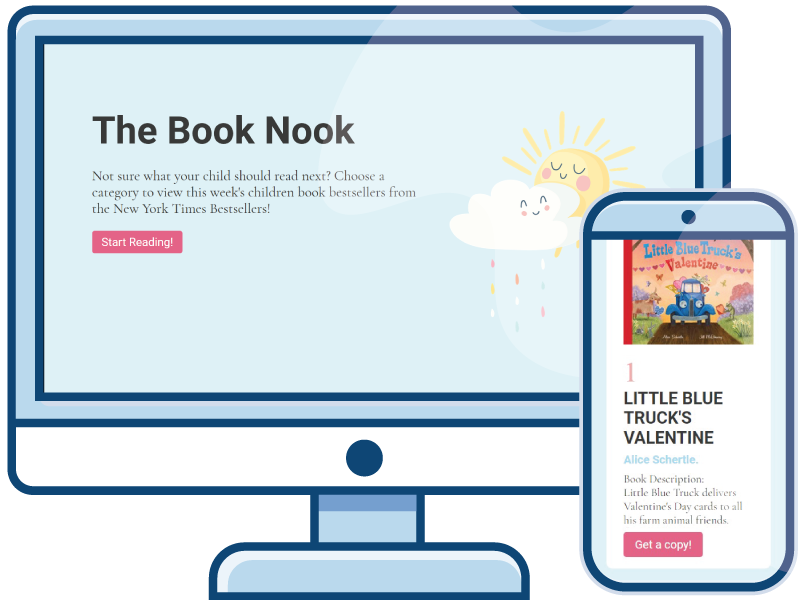 The Book Nook
Not sure what your child should read next? Choose a
category to view this week's children book bestsellers from
the New York Times Bestsellers!
Start Reading!
Little Blue Truck's
Valentine
1
LITTLE BLUE
TRUCK'S
VALENTINE
Alice Schertle.
Book Description:
Little Blue Truck delivers
Valentine's Day cards to all
his farm animal friends.
Get a copy!